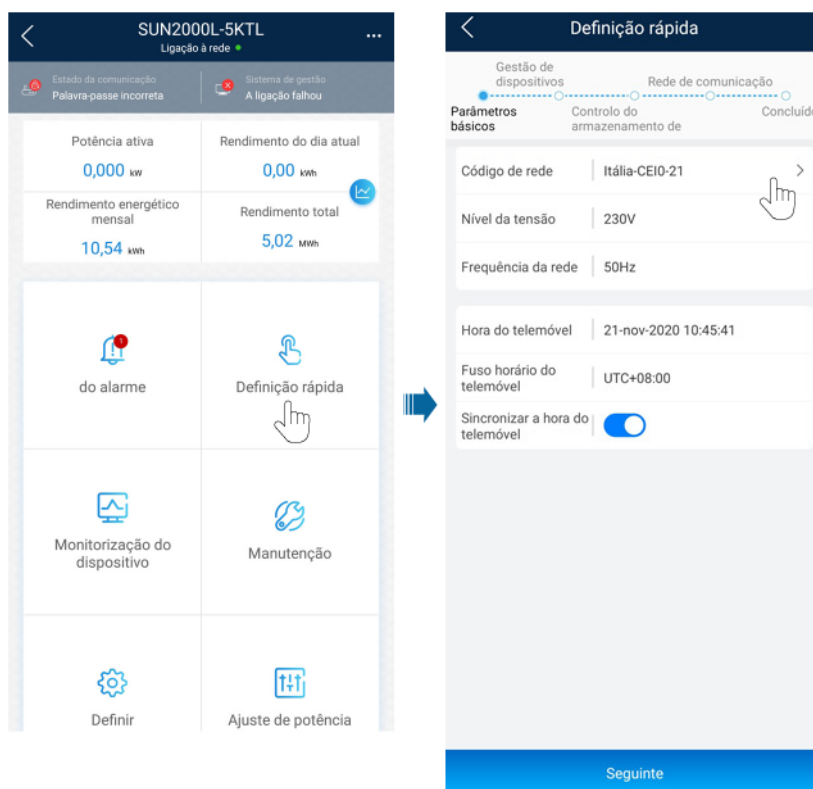 SUN2000L-5KTL
Ligação à rede
...
Estado da comunicação
Palavra-passe incorreta
Sistema de gestão
A ligação falhou
Potência ativa
0,000 kW
Rendimento do dia atual
0,00 kWh
Rendimento energético
mensal
10,54 kWh
Rendimento total
5,02 MWh
1
do alarme
Definição rápida
Monitorização do
dispositivo
Manutenção
Definir
Ajuste de potência
Definição rápida
Gestão de
dispositivos
Rede de comunicação
Parâmetros
básicos
Controlo do
armazenamento de
Concluído
Código de rede
Itália-CEI0-21
Nível da tensão
230V
Frequência da rede
50Hz
Hora do telemóvel
21-nov-2020 10:45:41
Fuso horário do
telemóvel
UTC+08:00
Sincronizar a hora do
telemóvel
Seguinte